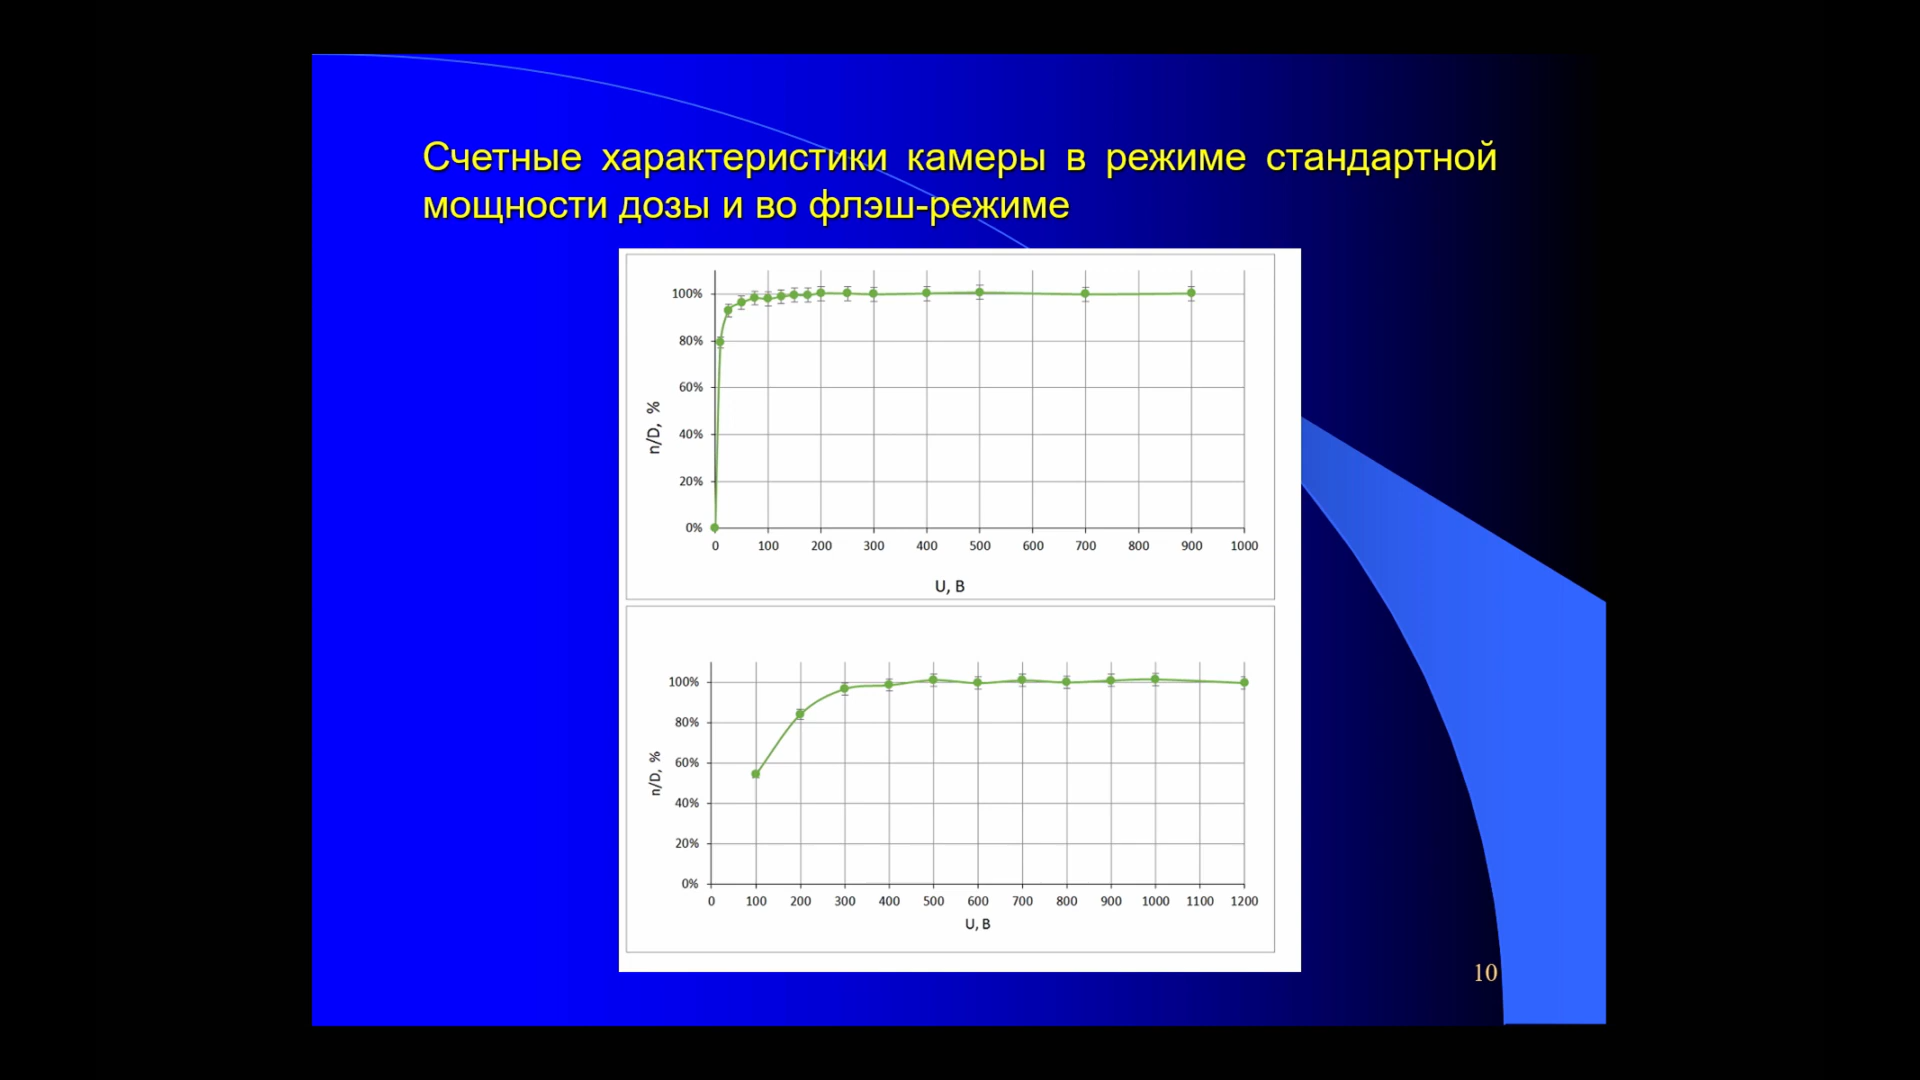 Счетные характеристики камеры в режиме стандартной
мощности дозы и во флэш-режиме
100%
80%
60%
40%
20%
0%
n/D, %
0 100 200 300 400 500 600 700 800 900 1000
U, В
100%
80%
60%
40%
20%
0%
n/D, %
0 100 200 300 400 500 600 700 800 900 1000 1100 1200
U, В
10